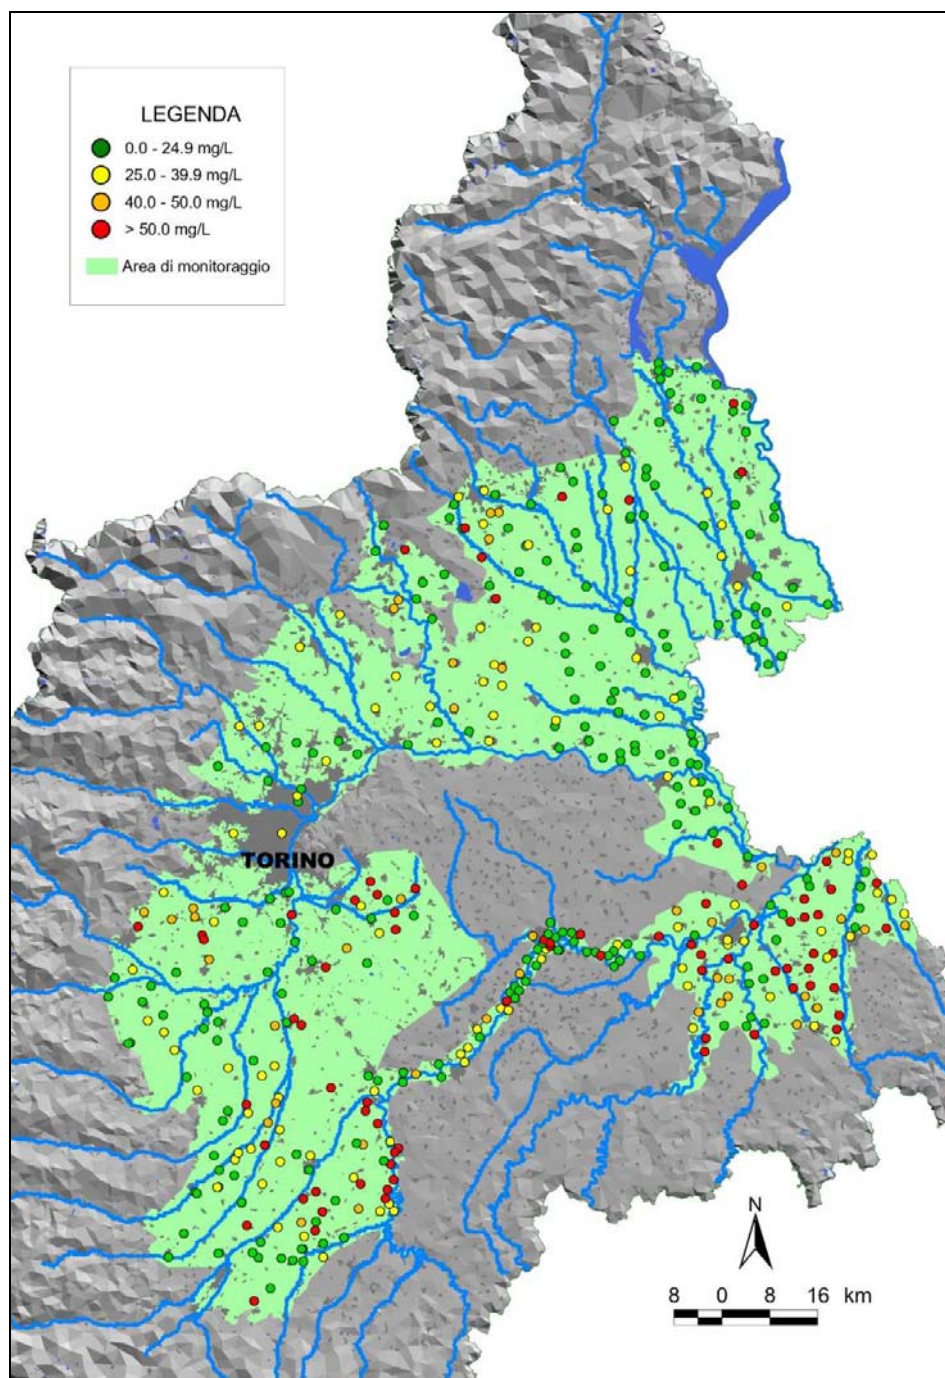 LEGENDA
0.0 - 24.9 mg/L
25.0 - 39.9 mg/L
40.0 - 50.0 mg/L
> 50.0 mg/L
Area di monitoraggio
TORINO
N
8 0 8 16 km